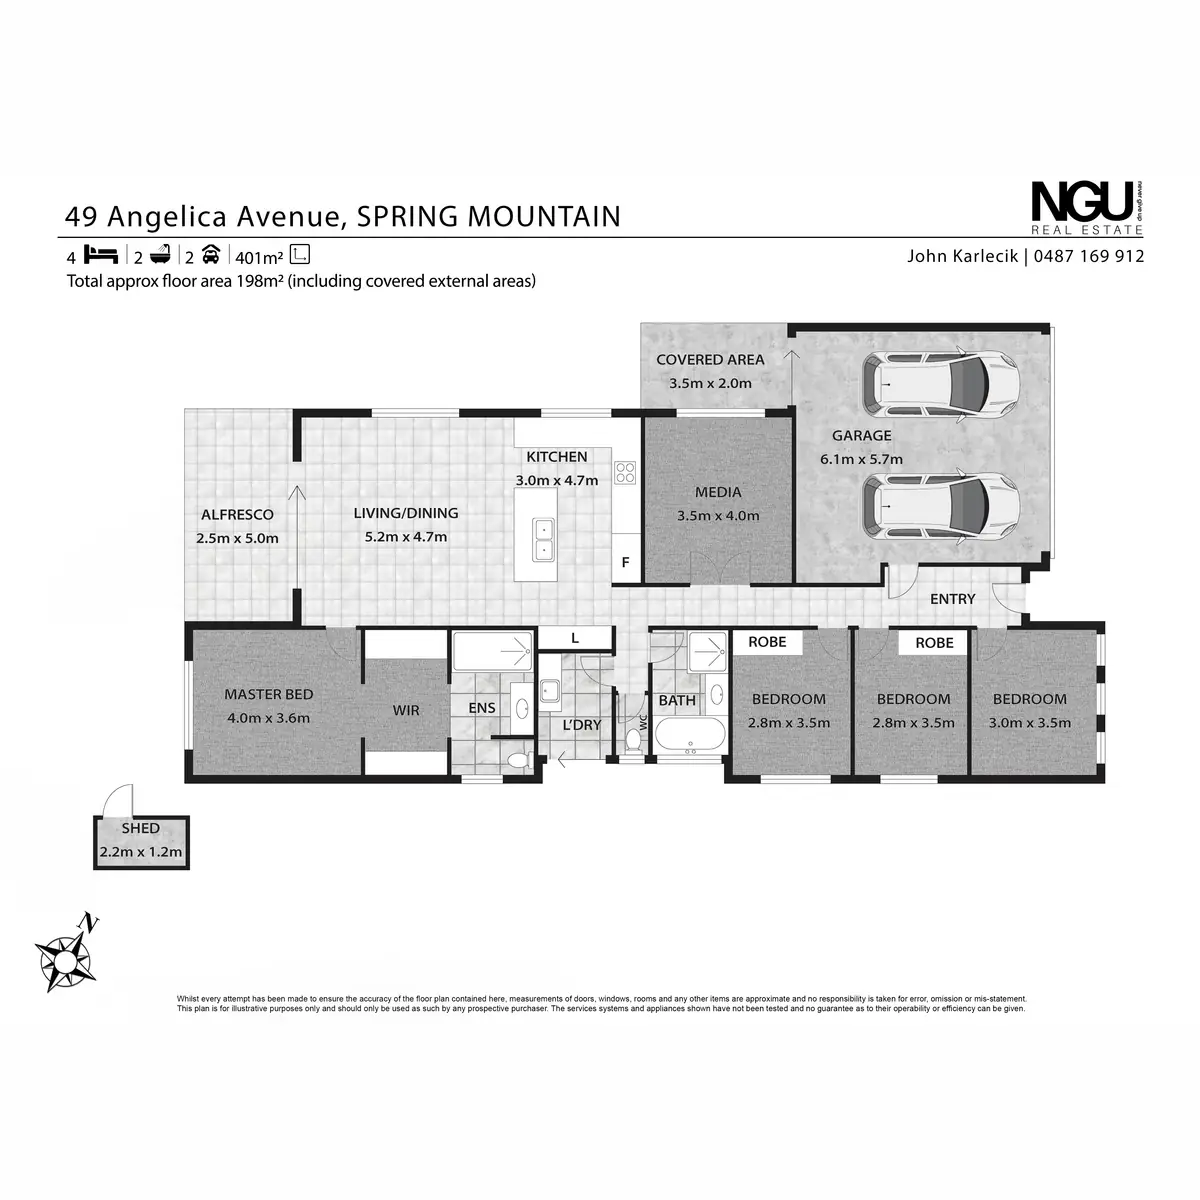 49 Angelica Avenue, SPRING MOUNTAIN
NGU
never give up
REAL ESTATE
4 2 2 401m²
John Karlecik | 0487 169 912
Total approx floor area 198m² (including covered external areas)
COVERED AREA
3.5m x 2.0m
GARAGE
6.1m x 5.7m
KITCHEN
3.0m x 4.7m
MEDIA
3.5m x 4.0m
LIVING/DINING
5.2m x 4.7m
ALFRESCO
2.5m x 5.0m
F
ENTRY
L
ROBE
ROBE
MASTER BED
4.0m x 3.6m
WIR
ENS
L'DRY
WC
BATH
BEDROOM
2.8m x 3.5m
BEDROOM
2.8m x 3.5m
BEDROOM
3.0m x 3.5m
SHED
2.2m x 1.2m
N
Whilst every attempt has been made to ensure the accuracy of the floor plan contained here, measurements of doors, windows, rooms and any other items are approximate and no responsibility is taken for error, omission or mis-statement.
This plan is for illustrative purposes only and should only be used as such by any prospective purchaser. The services systems and appliances shown have not been tested and no guarantee as to their operability or efficiency can be given.